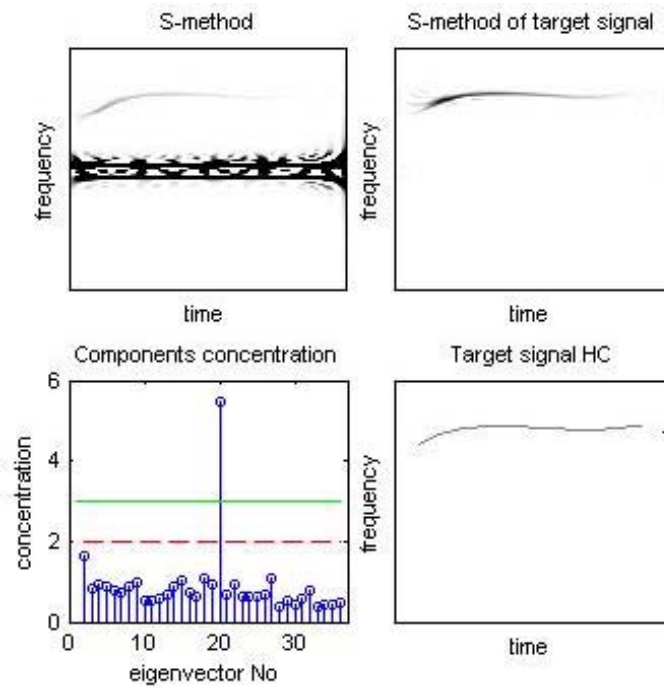 S-method
frequency
time
S-method of target signal
frequency
time
Components concentration
concentration
6
4
2
0
0
10
20
30
eigenvector No
Target signal HC
frequency
time